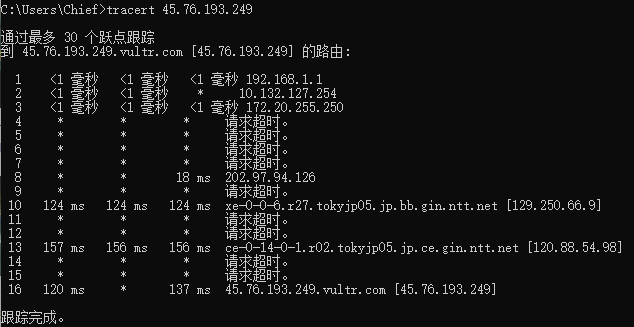 C:\Users\Chief>tracert 45.76.193.249
通过最多 30 个跃点跟踪
到 45.76.193.249.vultr.com [45.76.193.249] 的路由:
1 <1 毫秒 <1 毫秒 <1 毫秒 192.168.1.1
2 <1 毫秒 <1 毫秒 * 10.132.127.254
3 <1 毫秒 <1 毫秒 <1 毫秒 172.20.255.250
4 * * * 请求超时。
5 * * * 请求超时。
6 * * * 请求超时。
7 * * * 请求超时。
8 * * 18 ms 202.97.94.126
9 * * * 请求超时。
10 124 ms 124 ms 124 ms xe-0-0-6.r27.tokyjp05.jp.bb.gin.ntt.net [129.250.66.9]
11 * * * 请求超时。
12 * * * 请求超时。
13 157 ms 156 ms 156 ms ce-0-14-0-1.r02.tokyjp05.jp.ce.gin.ntt.net [120.88.54.98]
14 * * * 请求超时。
15 * * * 请求超时。
16 120 ms * 137 ms 45.76.193.249.vultr.com [45.76.193.249]
跟踪完成。